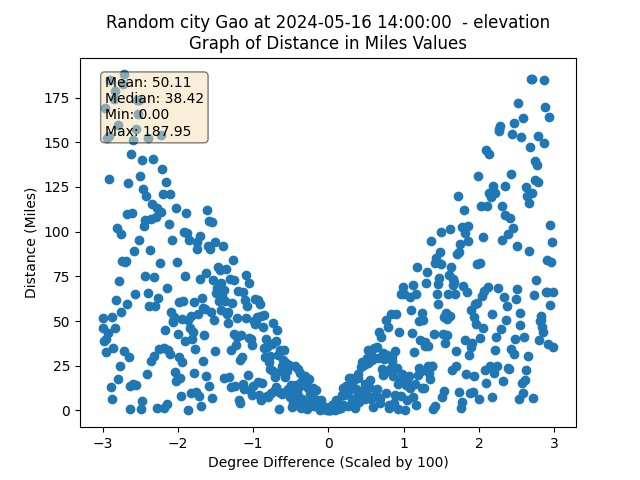 Random city Gao at 2024-05-16 14:00:00  - elevation
Graph of Distance in Miles Values
Mean: 50.11
Median: 38.42
Min: 0.00
Max: 187.95
Distance (Miles)
175
150
125
100
75
50
25
0
−3 −2 −1 0 1 2 3
Degree Difference (Scaled by 100)